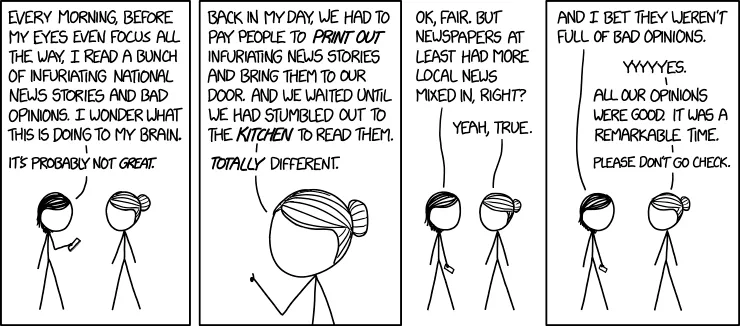 EVERY MORNING, BEFORE
MY EYES EVEN FOCUS ALL
THE WAY, I READ A BUNCH
OF INFURIATING NATIONAL
NEWS STORIES AND BAD
OPINIONS. I WONDER WHAT
THIS IS DOING TO MY BRAIN.
IT'S PROBABLY NOT GREAT.
BACK IN MY DAY, WE HAD TO
PAY PEOPLE TO PRINT OUT
INFURIATING NEWS STORIES
AND BRING THEM TO OUR
DOOR. AND WE WAITED UNTIL
WE HAD STUMBLED OUT TO
THE KITCHEN TO READ THEM.
TOTALLY DIFFERENT.
OK, FAIR. BUT
NEWSPAPERS AT
LEAST HAD MORE
LOCAL NEWS
MIXED IN, RIGHT?
YEAH, TRUE.
AND I BET THEY WEREN'T
FULL OF BAD OPINIONS.
YYYYYES.
ALL OUR OPINIONS
WERE GOOD. IT WAS A
REMARKABLE TIME.
PLEASE DON'T GO CHECK.